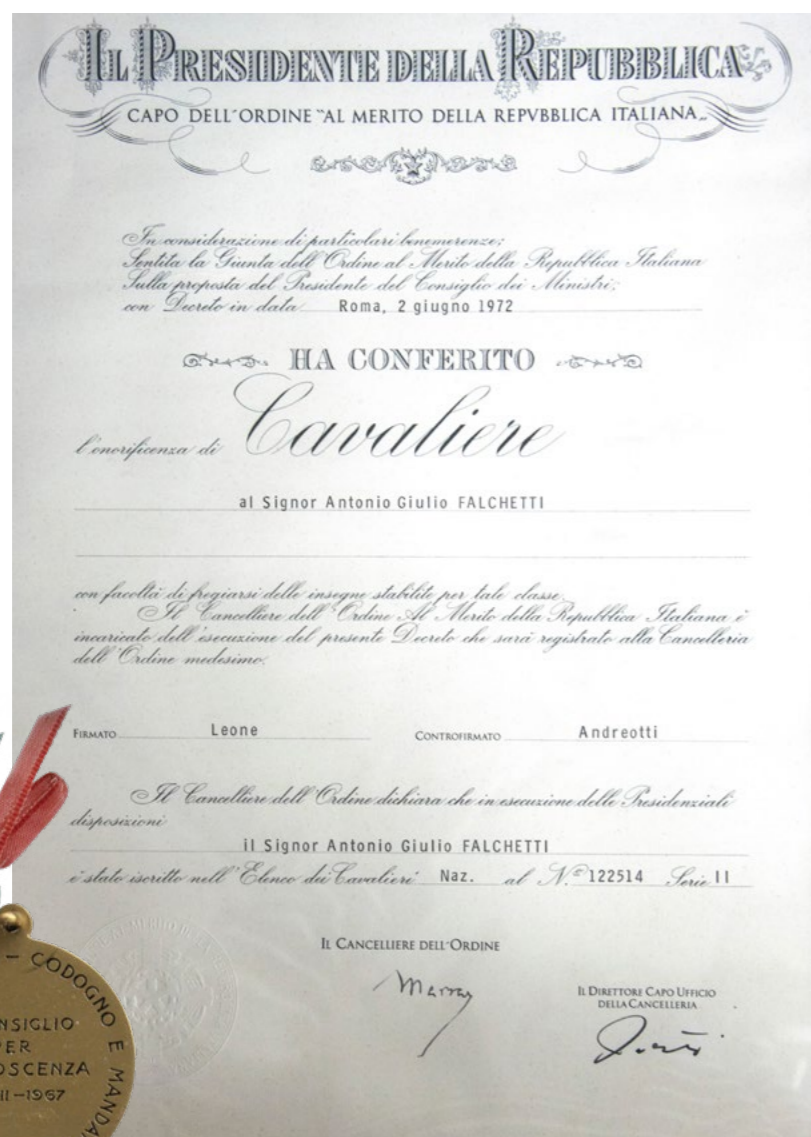 IL PRESIDENTE DELLA REPUBBLICA
CAPO DELL'ORDINE "AL MERITO DELLA REPVBBLICA ITALIANA"
In considerazione di particolari benemerenze;
Sentita la Giunta dell'Ordine al Merito della Repubblica Italiana
Sulla proposta del Presidente del Consiglio dei Ministri;
con Decreto in data Roma, 2 giugno 1972
HA CONFERITO
l'onorificenza di Cavaliere
al Signor Antonio Giulio FALCHETTI
con facoltà di fregiarsi delle insegne stabilite per tale classe.
Il Cancelliere dell'Ordine Al Merito della Repubblica Italiana è
incaricato dell'esecuzione del presente Decreto che sarà registrato alla Cancelleria
dell'Ordine medesimo.
FIRMATO Leone CONTROFIRMATO Andreotti
Il Cancelliere dell'Ordine dichiara che in esecuzione delle Presidenziali
disposizioni
il Signor Antonio Giulio FALCHETTI
è stato iscritto nell'Elenco dei Cavalieri Naz. al N.º 122514 Serie II
IL CANCELLIERE DELL'ORDINE
IL DIRETTORE CAPO UFFICIO
DELLA CANCELLERIA
- CODOGNO E MANDA
NSIGLIO
PER
OSCENZA
II-1967